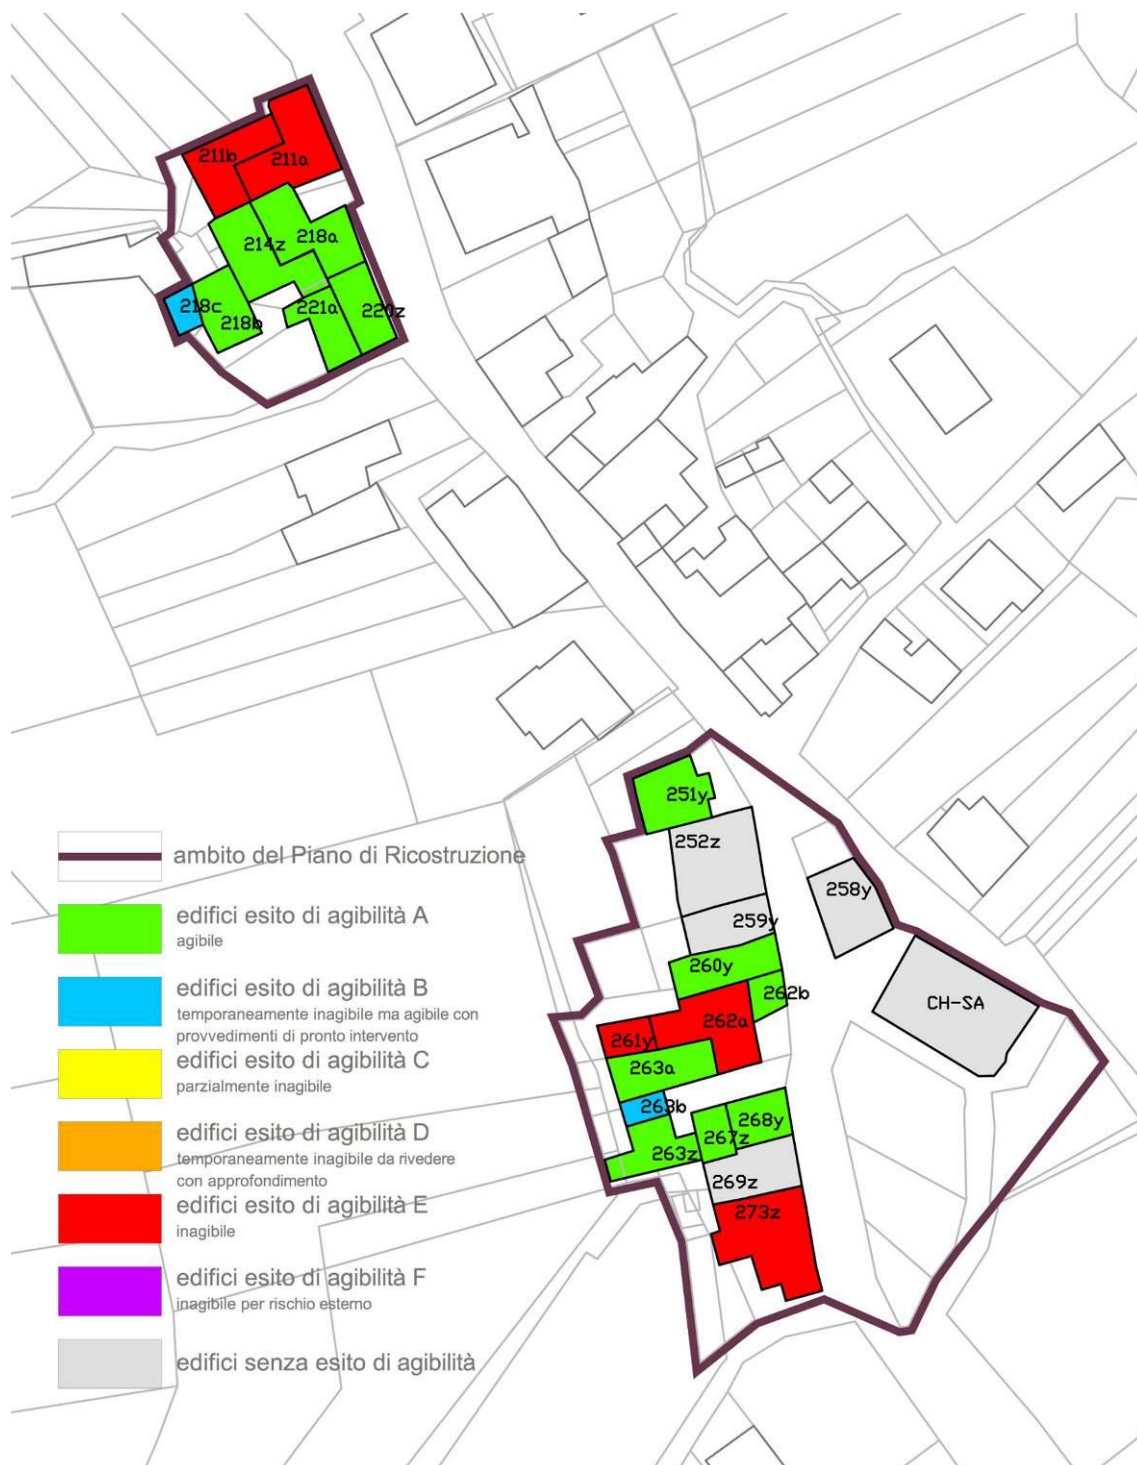 211b
211a
214z
218a
218c
218b
221a
220z
251y
252z
258y
259y
260y
262b
CH-SA
262a
261y
263a
263b
268y
267z
263z
269z
273z
ambito del Piano di Ricostruzione
edifici esito di agibilità A
agibile
edifici esito di agibilità B
temporaneamente inagibile ma agibile con
provvedimenti di pronto intervento
edifici esito di agibilità C
parzialmente inagibile
edifici esito di agibilità D
temporaneamente inagibile da rivedere
con approfondimento
edifici esito di agibilità E
inagibile
edifici esito di agibilità F
inagibile per rischio esterno
edifici senza esito di agibilità